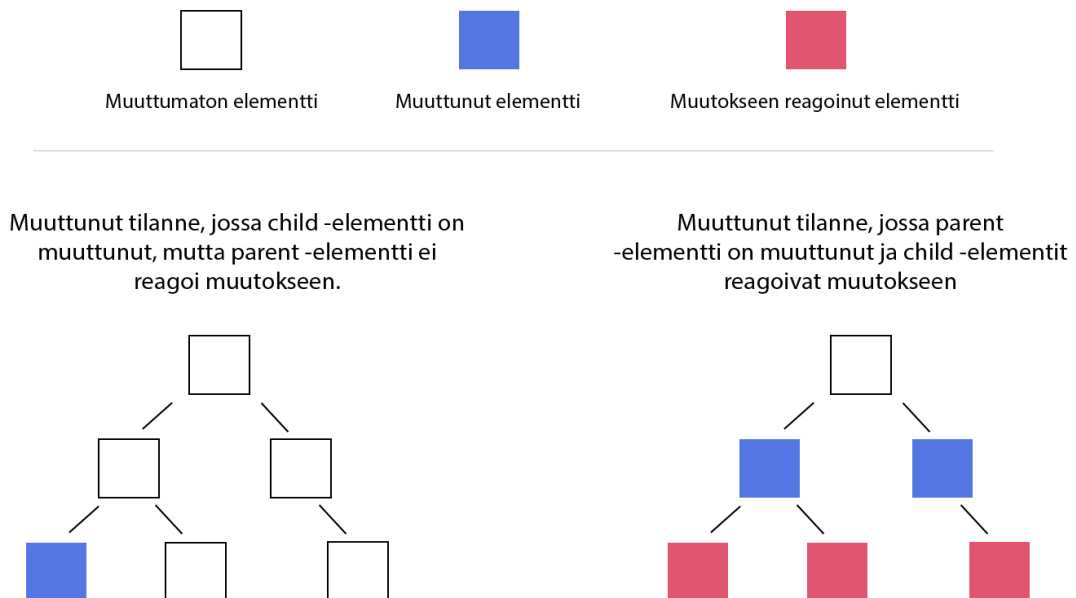 Muuttumaton elementti
Muuttunut elementti
Muutokseen reagoinut elementti
Muuttunut tilanne, jossa child -elementti on
muuttunut, mutta parent -elementti ei
reagoi muutokseen.
Muuttunut tilanne, jossa parent
-elementti on muuttunut ja child -elementit
reagoivat muutokseen